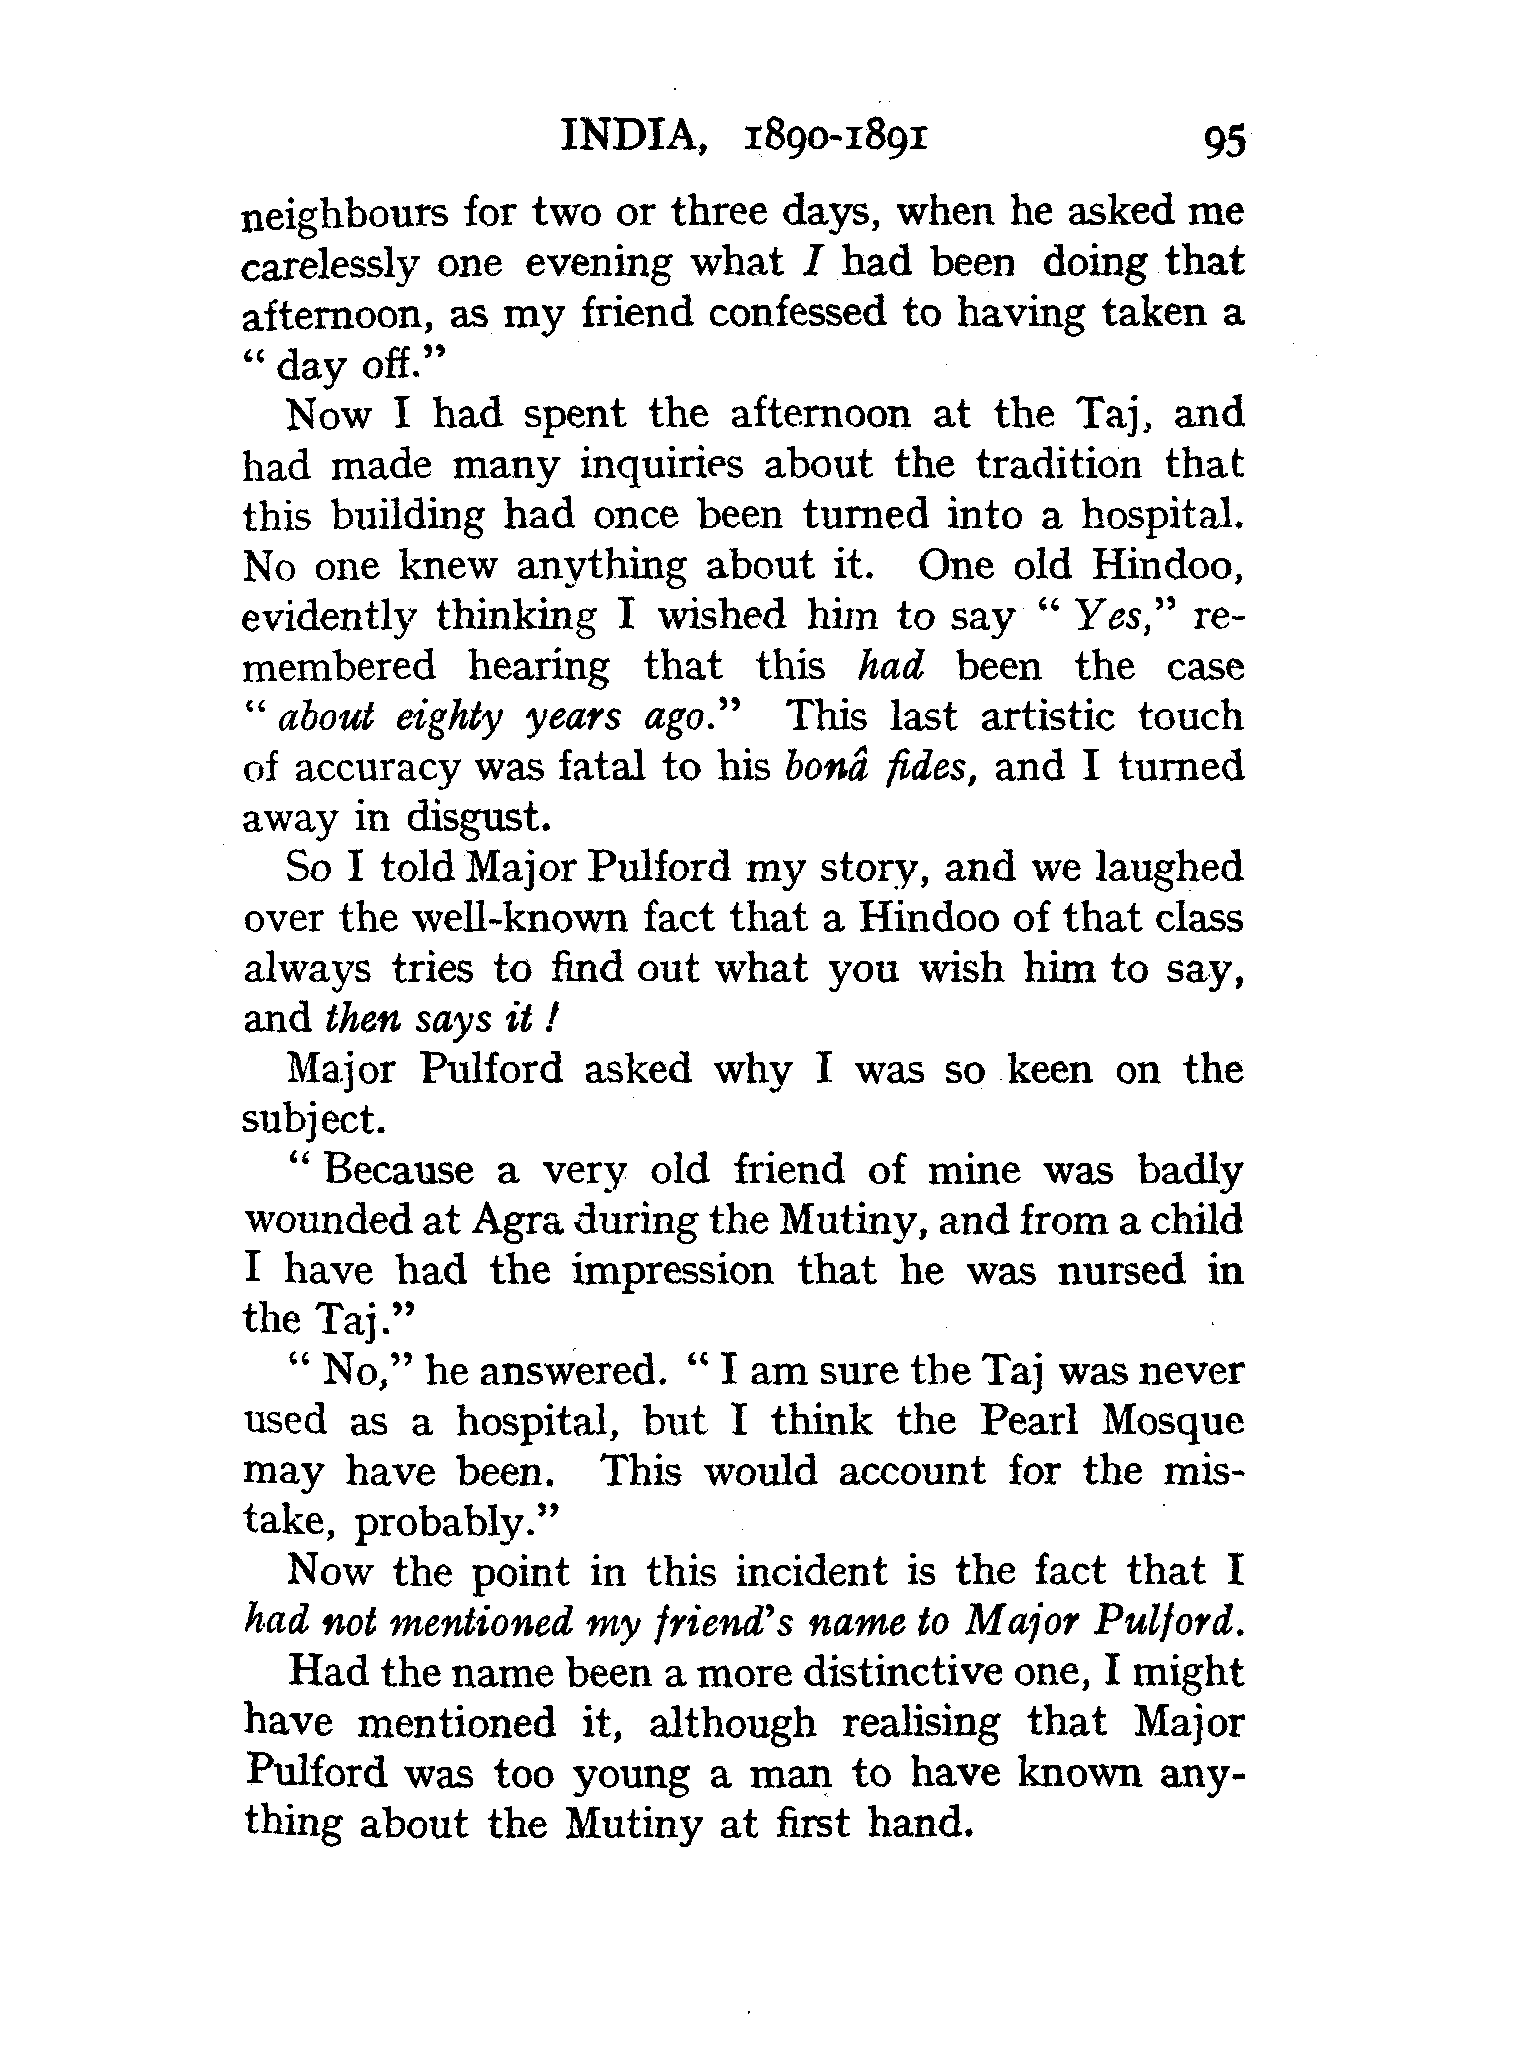 INDIA, 1890-1891 95
neighbours for two or three days, when he asked me
carelessly one evening what I had been doing that
afternoon, as my friend confessed to having taken a
“ day off.”
Now I had spent the afternoon at the Taj, and
had made many inquiries about the tradition that
this building had once been turned into a hospital.
No one knew anything about it. One old Hindoo,
evidently thinking I wished him to say “ Yes,” re-
membered hearing that this had been the case
“ about eighty years ago.” This last artistic touch
of accuracy was fatal to his bonâ fides, and I turned
away in disgust.
So I told Major Pulford my story, and we laughed
over the well-known fact that a Hindoo of that class
always tries to find out what you wish him to say,
and then says it !
Major Pulford asked why I was so keen on the
subject.
“ Because a very old friend of mine was badly
wounded at Agra during the Mutiny, and from a child
I have had the impression that he was nursed in
the Taj.”
“ No,” he answered. “ I am sure the Taj was never
used as a hospital, but I think the Pearl Mosque
may have been. This would account for the mis-
take, probably.”
Now the point in this incident is the fact that I
had not mentioned my friend's name to Major Pulford.
Had the name been a more distinctive one, I might
have mentioned it, although realising that Major
Pulford was too young a man to have known any-
thing about the Mutiny at first hand.